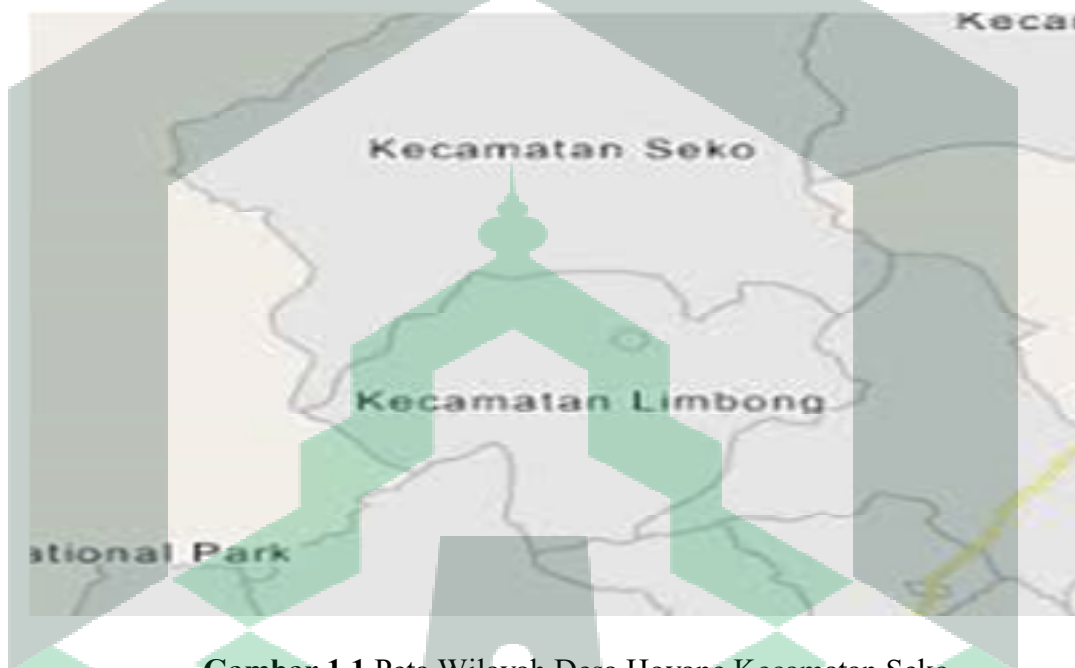 Keca
Kecamatan Seko
Kecamatan Limbong
ational Park
Gambar 1.1 Peta Wilayah Desa Hoyane Kecamatan Seko